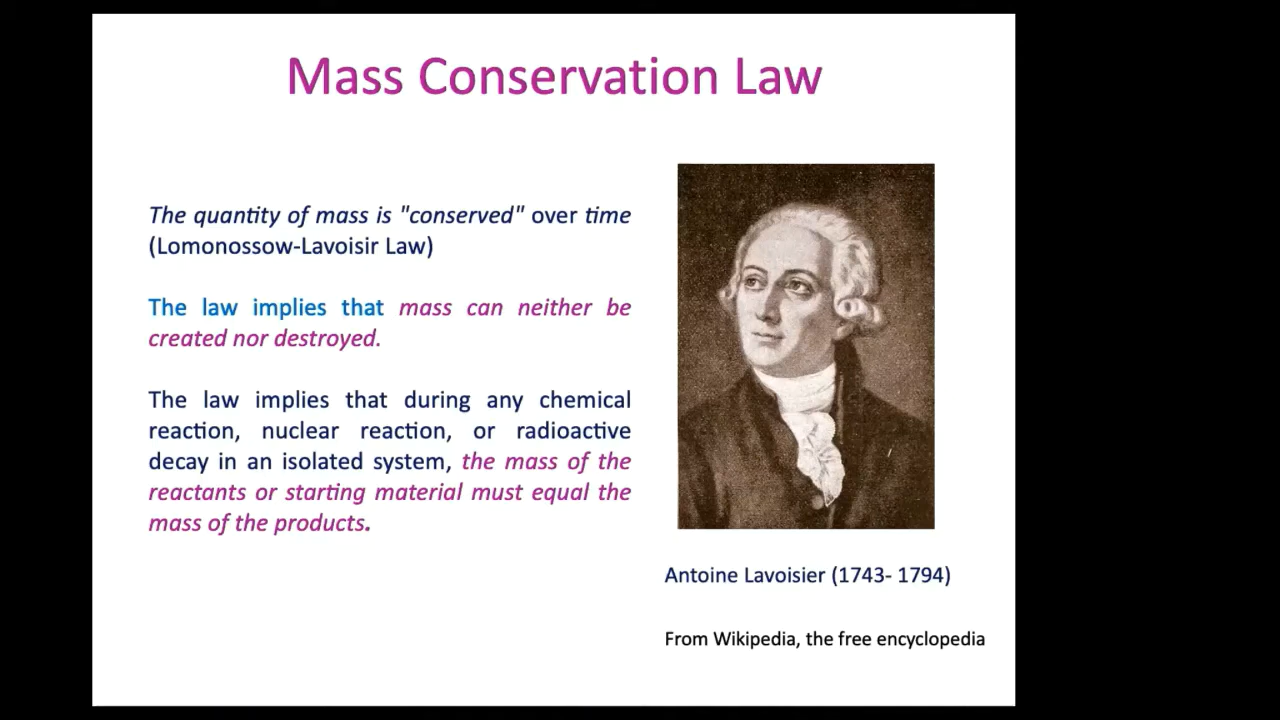 Mass Conservation Law
The quantity of mass is "conserved" over time
(Lomonossow-Lavoisir Law)
The law implies that mass can neither be
created nor destroyed.
The law implies that during any chemical
reaction, nuclear reaction, or radioactive
decay in an isolated system, the mass of the
reactants or starting material must equal the
mass of the products.
Antoine Lavoisier (1743- 1794)
From Wikipedia, the free encyclopedia